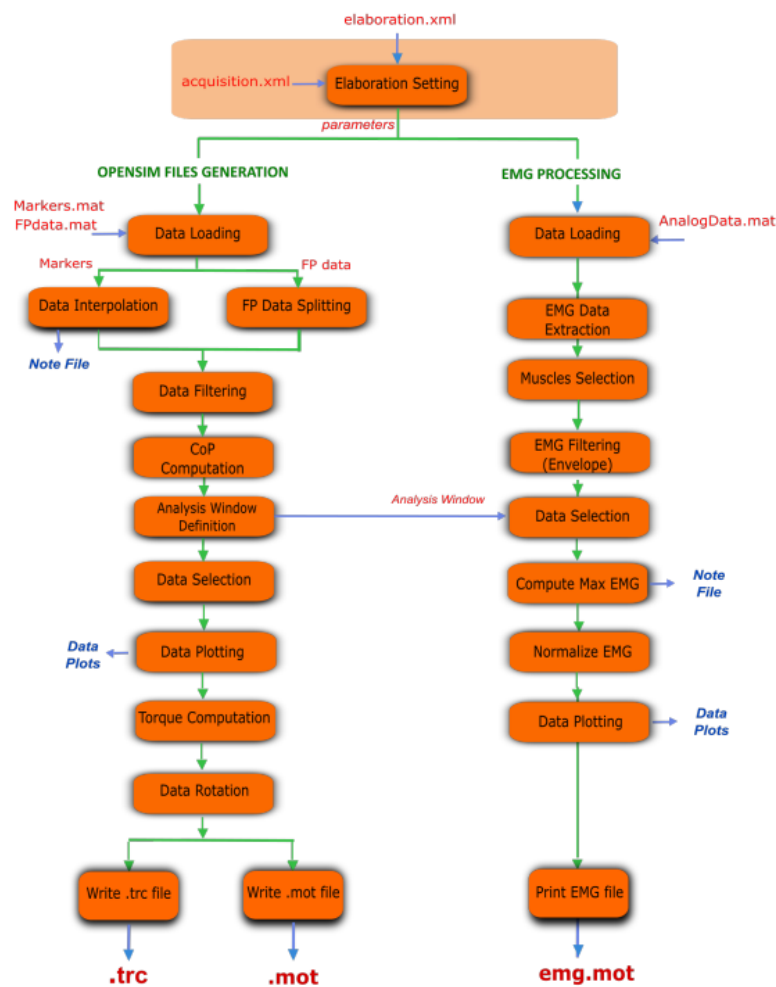 elaboration.xml
acquisition.xml
Elaboration Setting
parameters
OPENSIM FILES GENERATION
EMG PROCESSING
Markers.mat
FPdata.mat
Data Loading
Markers
FP data
Data Interpolation
FP Data Splitting
Note File
Data Filtering
CoP
Computation
Analysis Window
Definition
Analysis Window
Data Selection
Data Plotting
Data
Plots
Torque Computation
Data Rotation
Write .trc file
Write .mot file
.trc
.mot
Data Loading
AnalogData.mat
EMG Data
Extraction
Muscles Selection
EMG Filtering
(Envelope)
Data Selection
Compute Max EMG
Note
File
Normalize EMG
Data Plotting
Data
Plots
Print EMG file
emg.mot